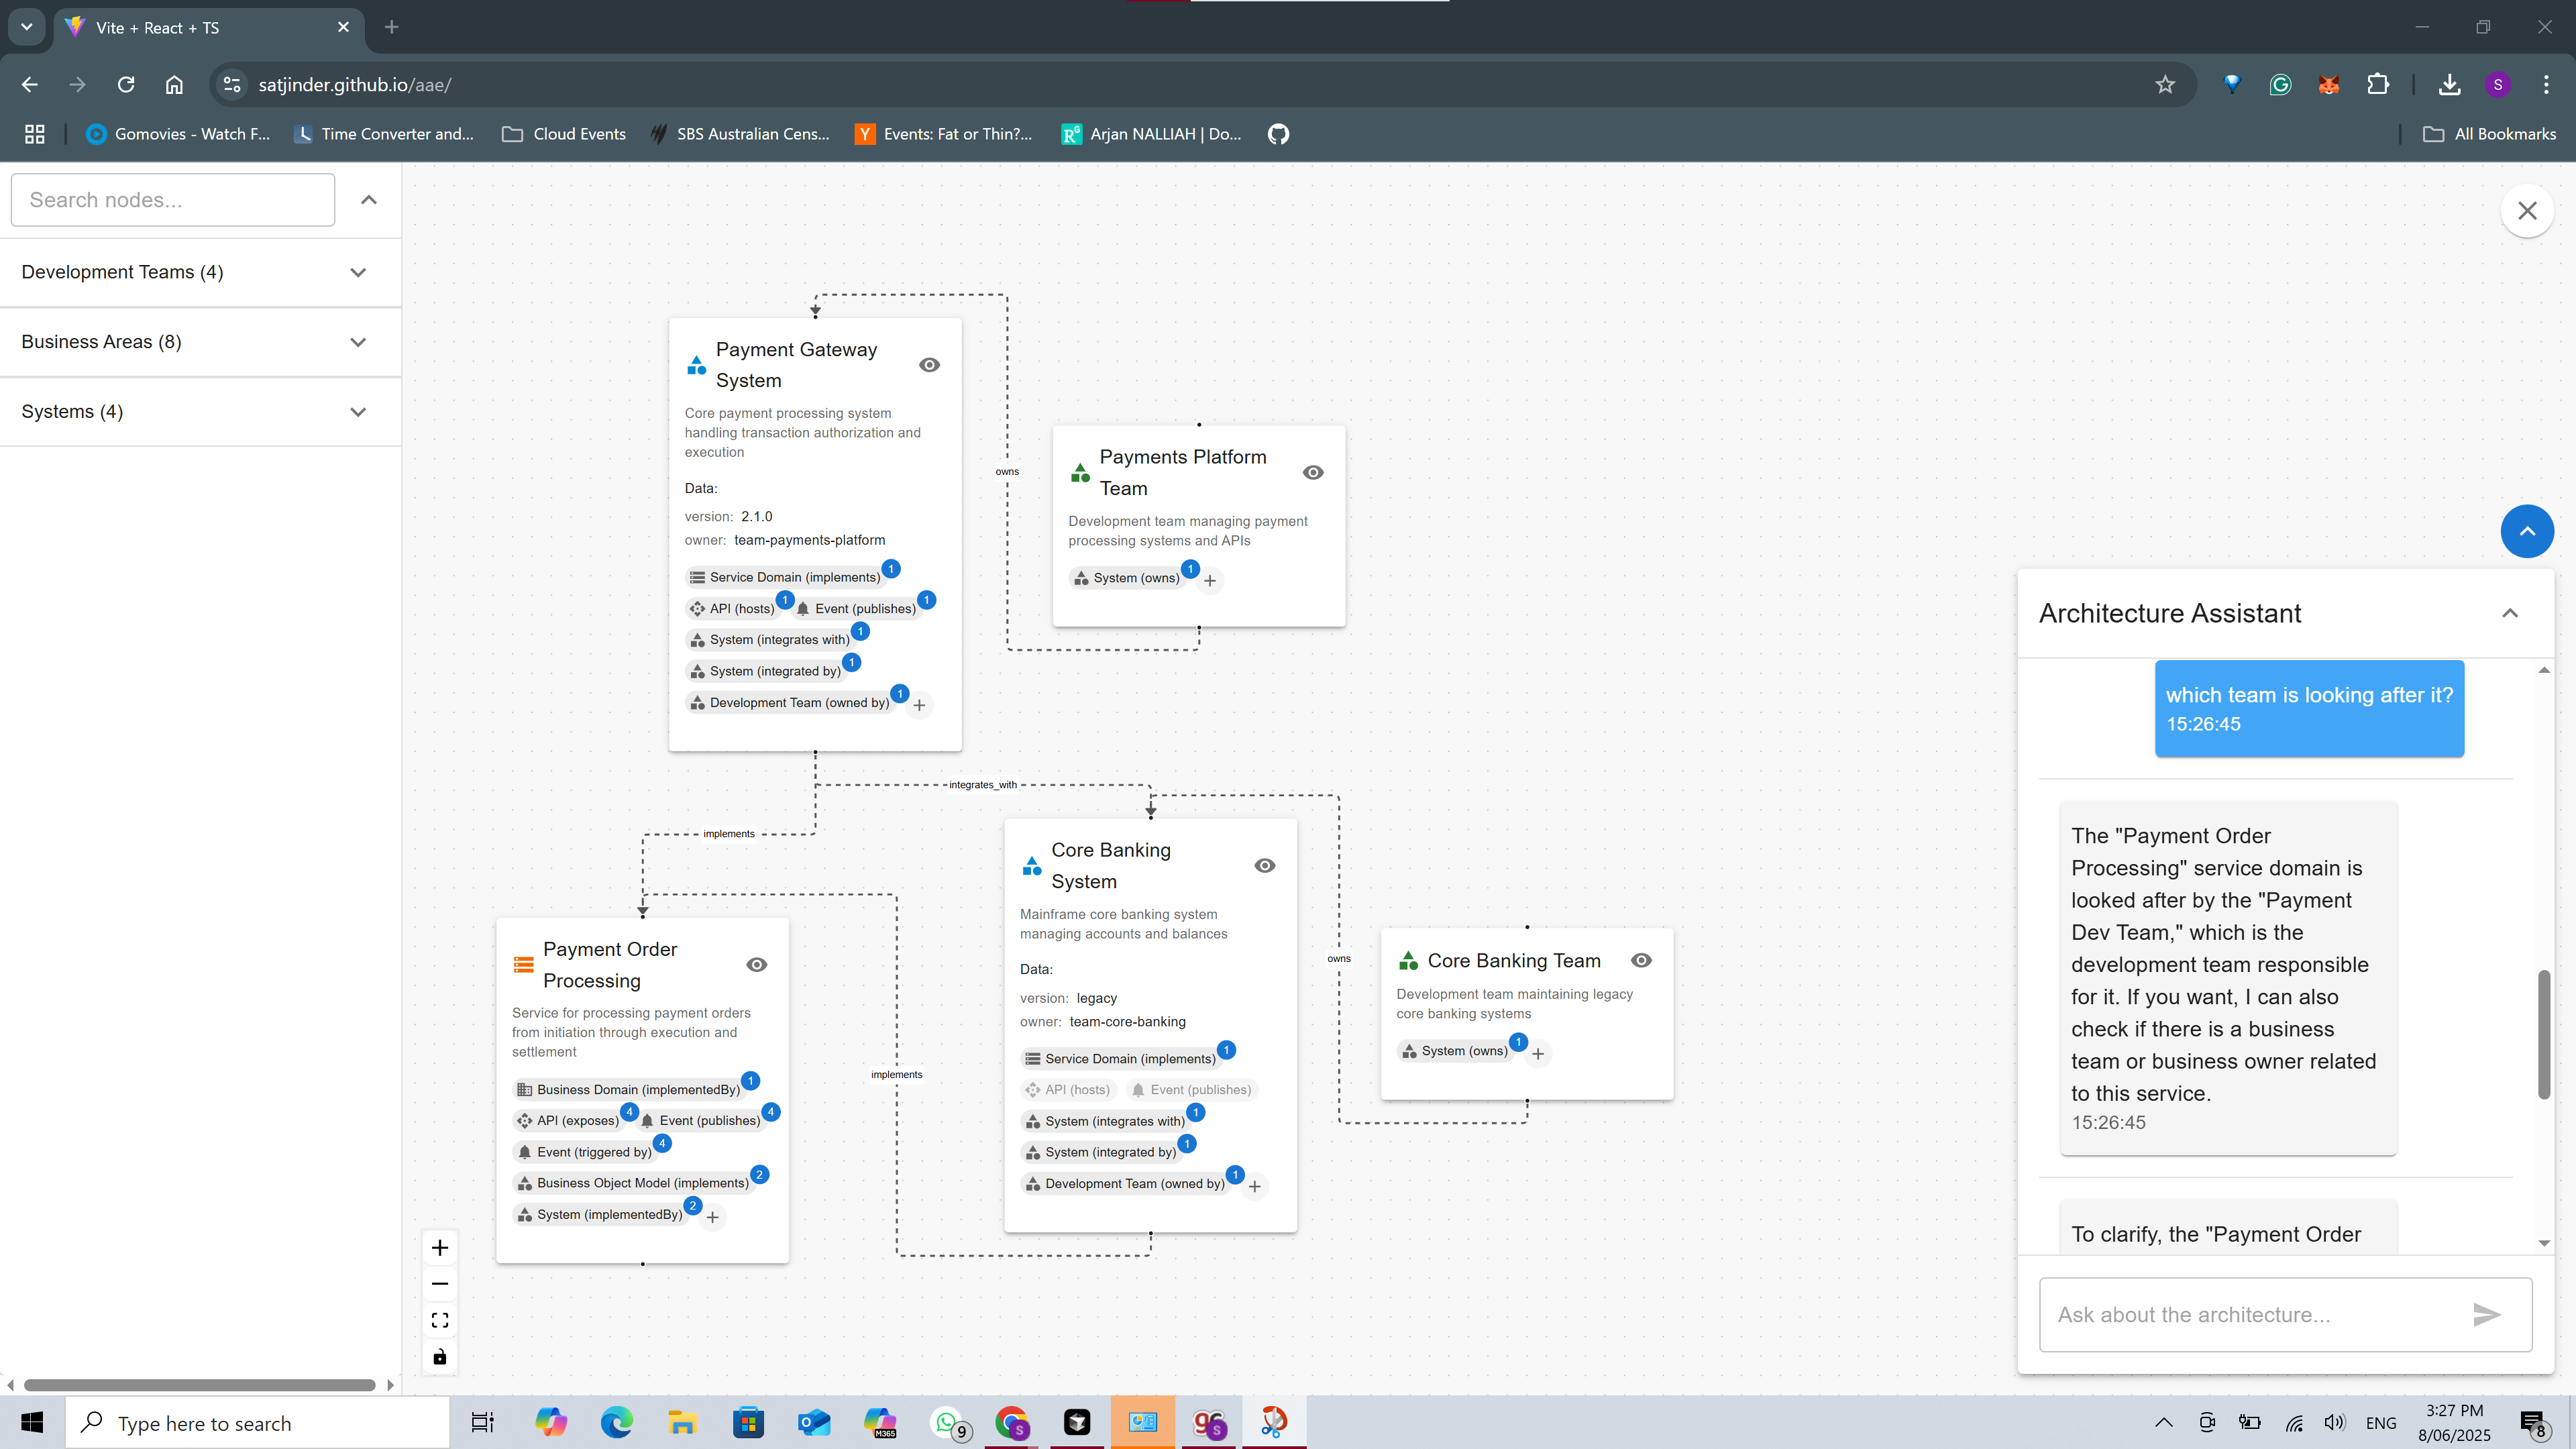 Vite + React + TS
satjinder.github.io/aae/
S
Gomovies - Watch F...
Time Converter and...
Cloud Events
SBS Australian Cens...
Events: Fat or Thin?...
Arjan NALLIAH | Do...
All Bookmarks
Search nodes...
Development Teams (4)
Business Areas (8)
Systems (4)
Payment Gateway
System
Core payment processing system
handling transaction authorization and
execution
Data:
version: 2.1.0
owner: team-payments-platform
Service Domain (implements) 1
API (hosts) 1 Event (publishes) 1
System (integrates with) 1
System (integrated by) 1
Development Team (owned by) 1 +
owns
Payments Platform
Team
Development team managing payment
processing systems and APIs
System (owns) 1 +
integrates_with
implements
Payment Order
Processing
Service for processing payment orders
from initiation through execution and
settlement
Business Domain (implementedBy) 1
API (exposes) 4 Event (publishes) 4
Event (triggered by) 4
Business Object Model (implements) 2
System (implementedBy) 2 +
implements
Core Banking
System
Mainframe core banking system
managing accounts and balances
Data:
version: legacy
owner: team-core-banking
Service Domain (implements) 1
API (hosts) Event (publishes)
System (integrates with) 1
System (integrated by) 1
Development Team (owned by) 1 +
owns
Core Banking Team
Development team maintaining legacy
core banking systems
System (owns) 1 +
Architecture Assistant
which team is looking after it?
15:26:45
The "Payment Order
Processing" service domain is
looked after by the "Payment
Dev Team," which is the
development team responsible
for it. If you want, I can also
check if there is a business
team or business owner related
to this service.
15:26:45
To clarify, the "Payment Order
Ask about the architecture...
Type here to search
M365
9
S
S
ENG
3:27 PM
8/06/2025
8